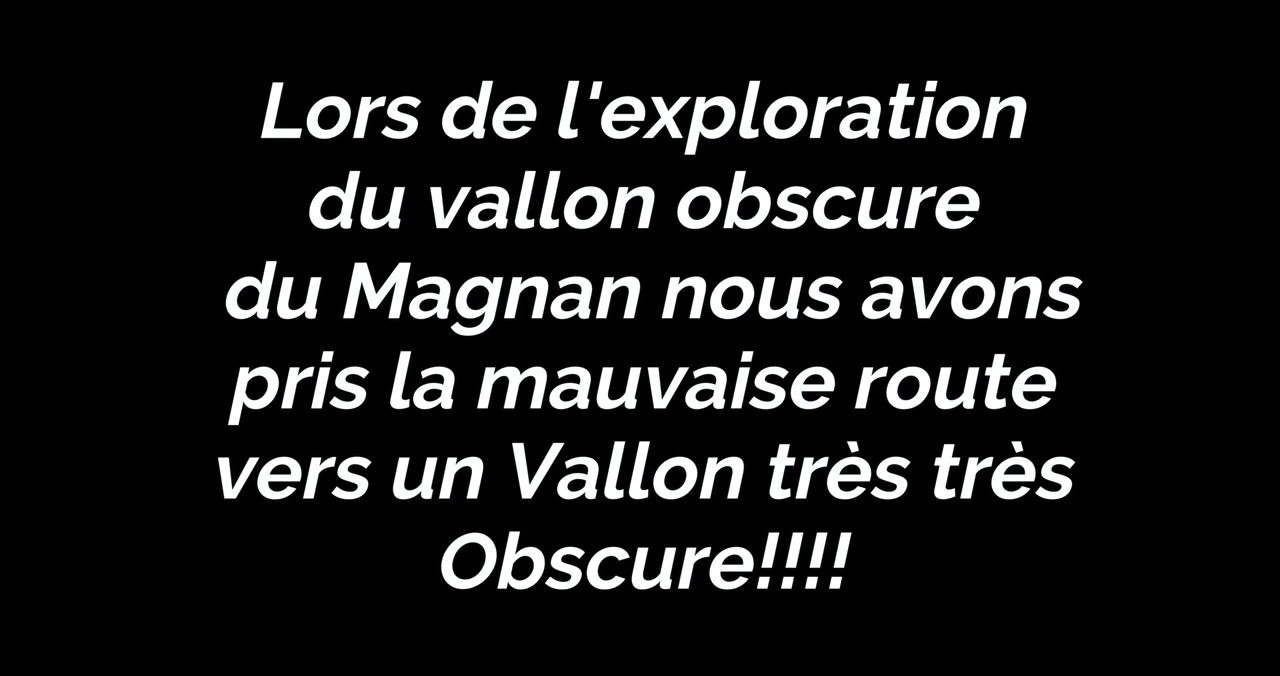 Lors de l'exploration
du vallon obscure
du Magnan nous avons
pris la mauvaise route
vers un Vallon très très
Obscure!!!!